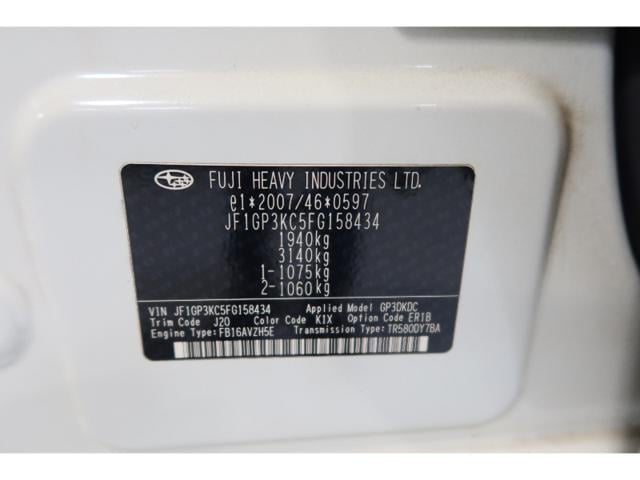 FUJI HEAVY INDUSTRIES LTD.
e1*2007/46*0597
JF1GP3KC5FG158434
1940kg
3140kg
1-1075kg
2-1060kg
VIN JF1GP3KC5FG158434 Applied Model GP3DKDC
Trim Code J20 Color Code K1X Option Code ER1B
Engine Type: FB16AVZH5E Transmission Type: TR580DY7BA